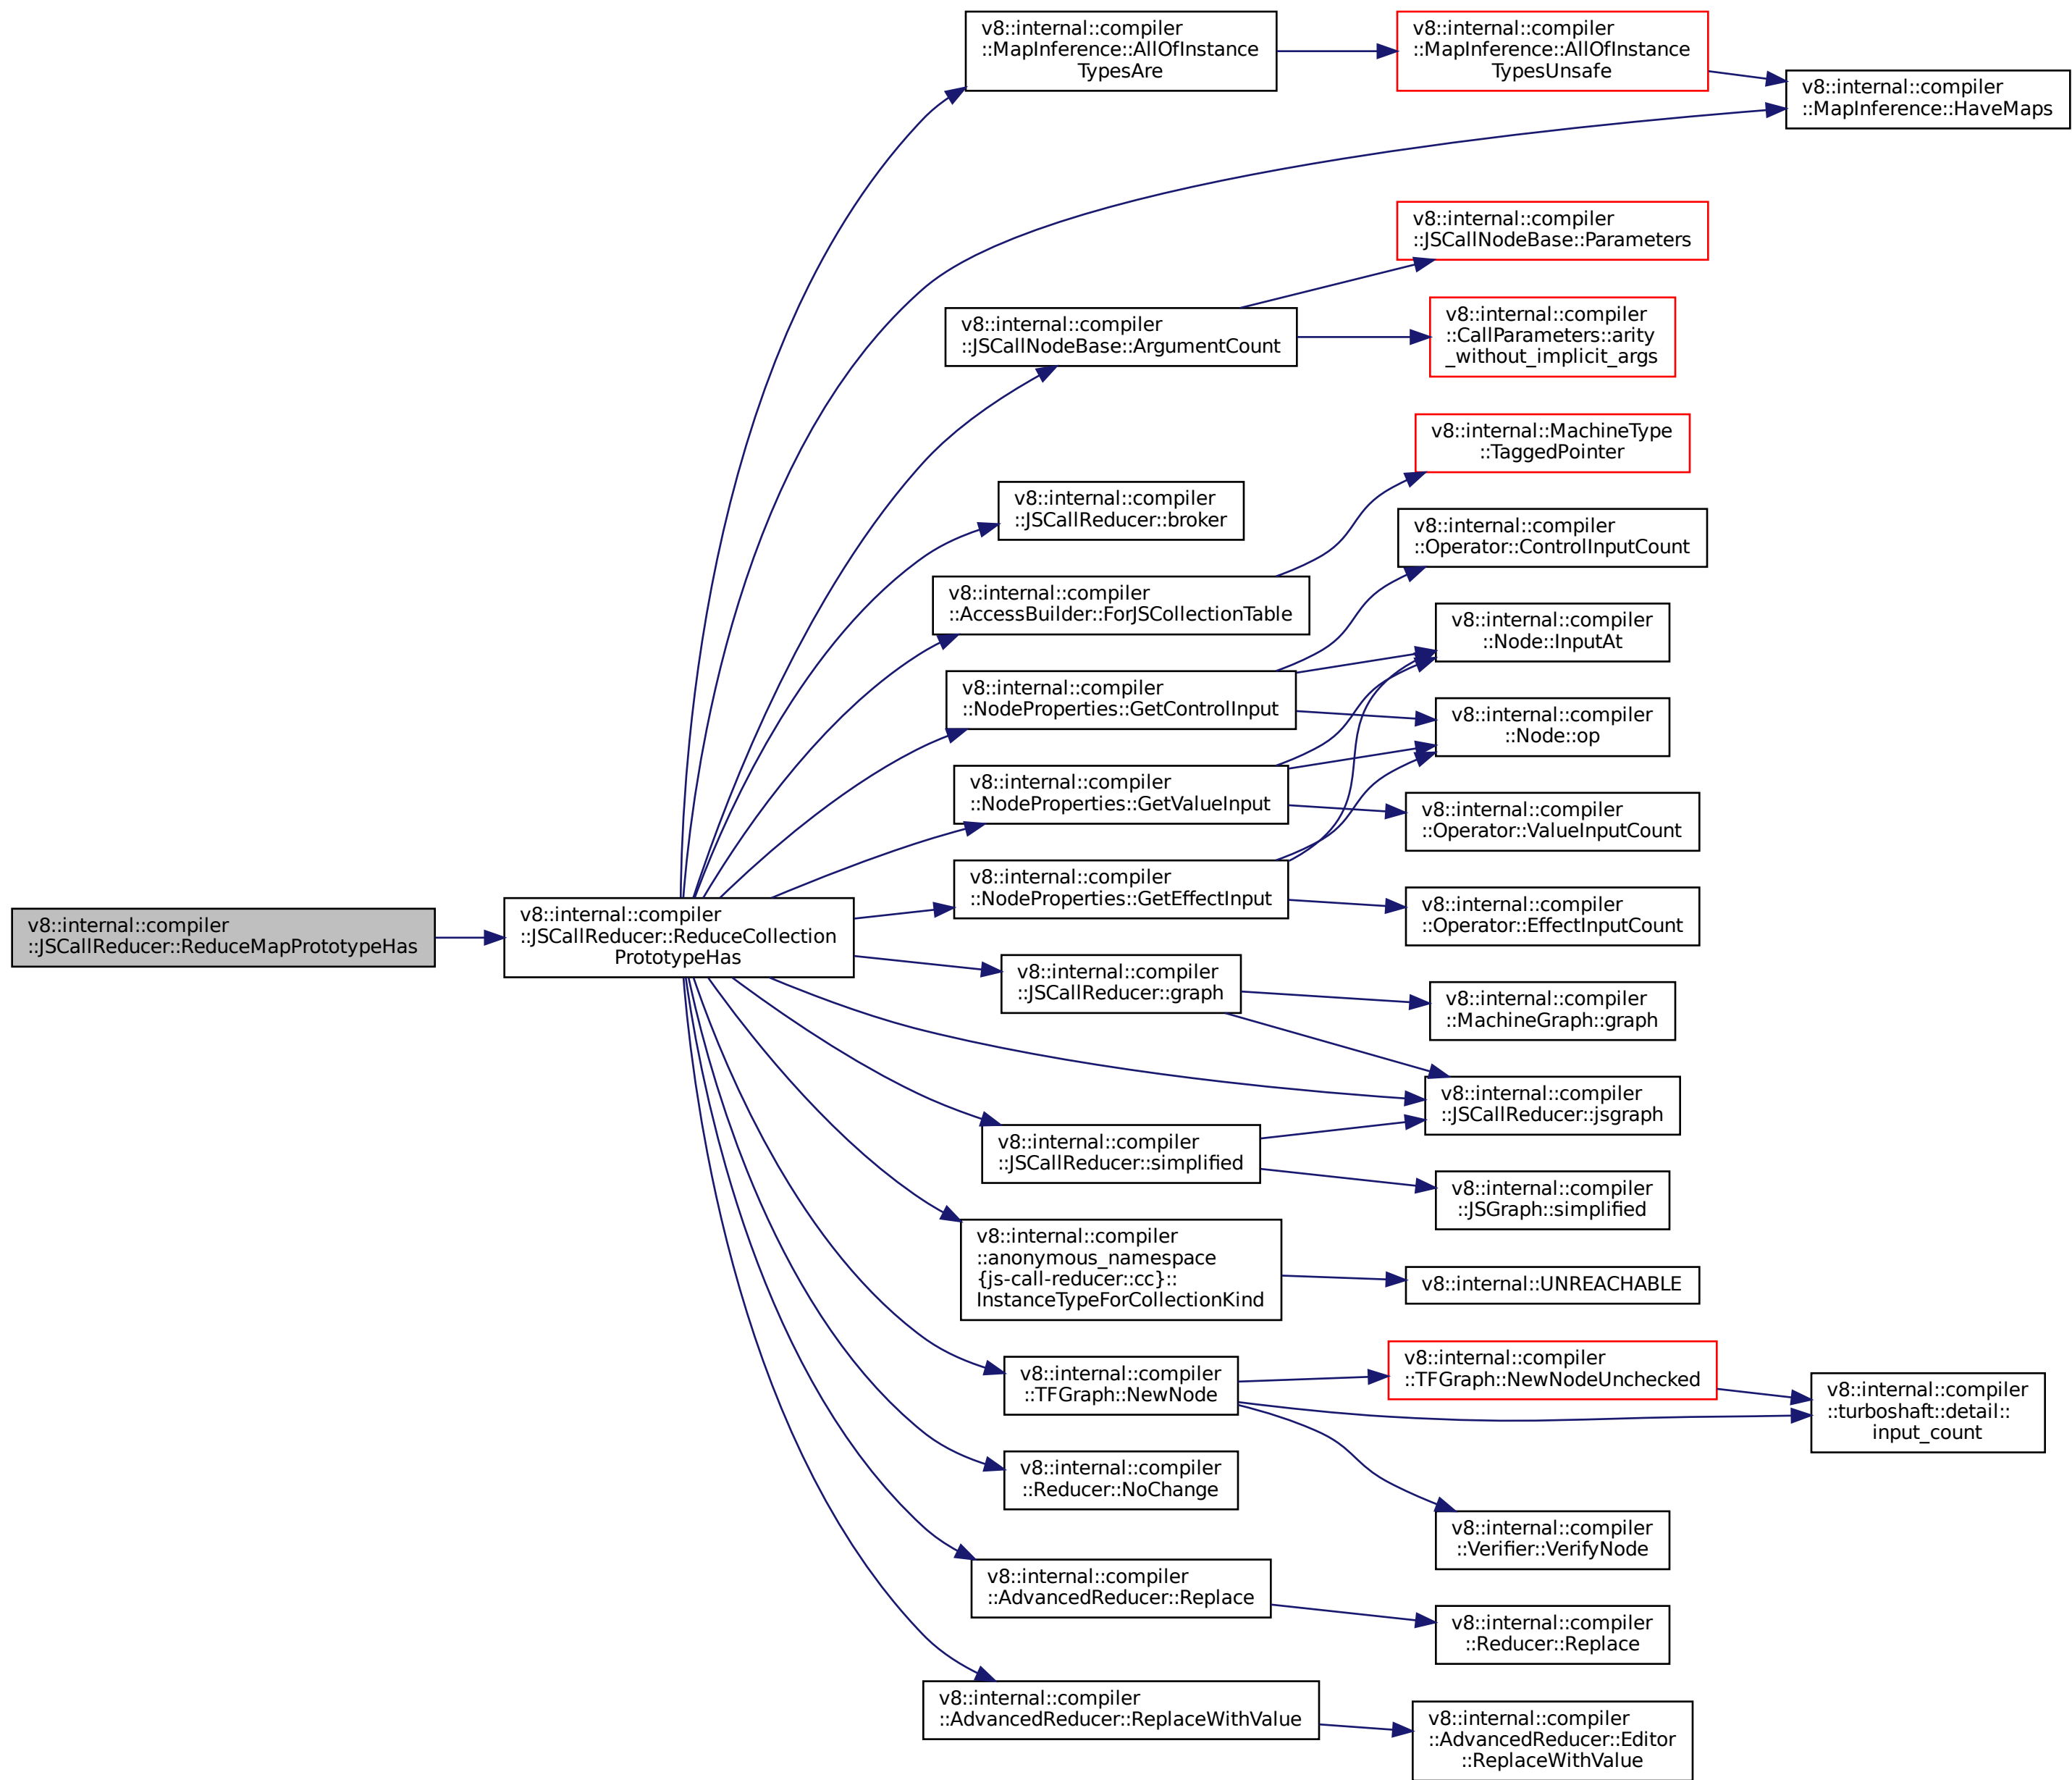 v8::internal::compiler
::MapInference::AllOfInstance
TypesAre
v8::internal::compiler
::MapInference::AllOfInstance
TypesUnsafe
v8::internal::compiler
::MapInference::HaveMaps
v8::internal::compiler
::JSCallNodeBase::Parameters
v8::internal::compiler
::JSCallNodeBase::ArgumentCount
v8::internal::compiler
::CallParameters::arity
_without_implicit_args
v8::internal::MachineType
::TaggedPointer
v8::internal::compiler
::JSCallReducer::broker
v8::internal::compiler
::Operator::ControlInputCount
v8::internal::compiler
::AccessBuilder::ForJSCollectionTable
v8::internal::compiler
::Node::InputAt
v8::internal::compiler
::NodeProperties::GetControlInput
v8::internal::compiler
::Node::op
v8::internal::compiler
::NodeProperties::GetValueInput
v8::internal::compiler
::Operator::ValueInputCount
v8::internal::compiler
::NodeProperties::GetEffectInput
v8::internal::compiler
::Operator::EffectInputCount
v8::internal::compiler
::JSCallReducer::ReduceMapPrototypeHas
v8::internal::compiler
::JSCallReducer::ReduceCollection
PrototypeHas
v8::internal::compiler
::JSCallReducer::graph
v8::internal::compiler
::MachineGraph::graph
v8::internal::compiler
::JSCallReducer::jsgraph
v8::internal::compiler
::JSCallReducer::simplified
v8::internal::compiler
::JSGraph::simplified
v8::internal::compiler
::anonymous_namespace
{js-call-reducer::cc}::
InstanceTypeForCollectionKind
v8::internal::UNREACHABLE
v8::internal::compiler
::TFGraph::NewNode
v8::internal::compiler
::TFGraph::NewNodeUnchecked
v8::internal::compiler
::turboshaft::detail::
input_count
v8::internal::compiler
::Reducer::NoChange
v8::internal::compiler
::Verifier::VerifyNode
v8::internal::compiler
::AdvancedReducer::Replace
v8::internal::compiler
::Reducer::Replace
v8::internal::compiler
::AdvancedReducer::ReplaceWithValue
v8::internal::compiler
::AdvancedReducer::Editor
::ReplaceWithValue